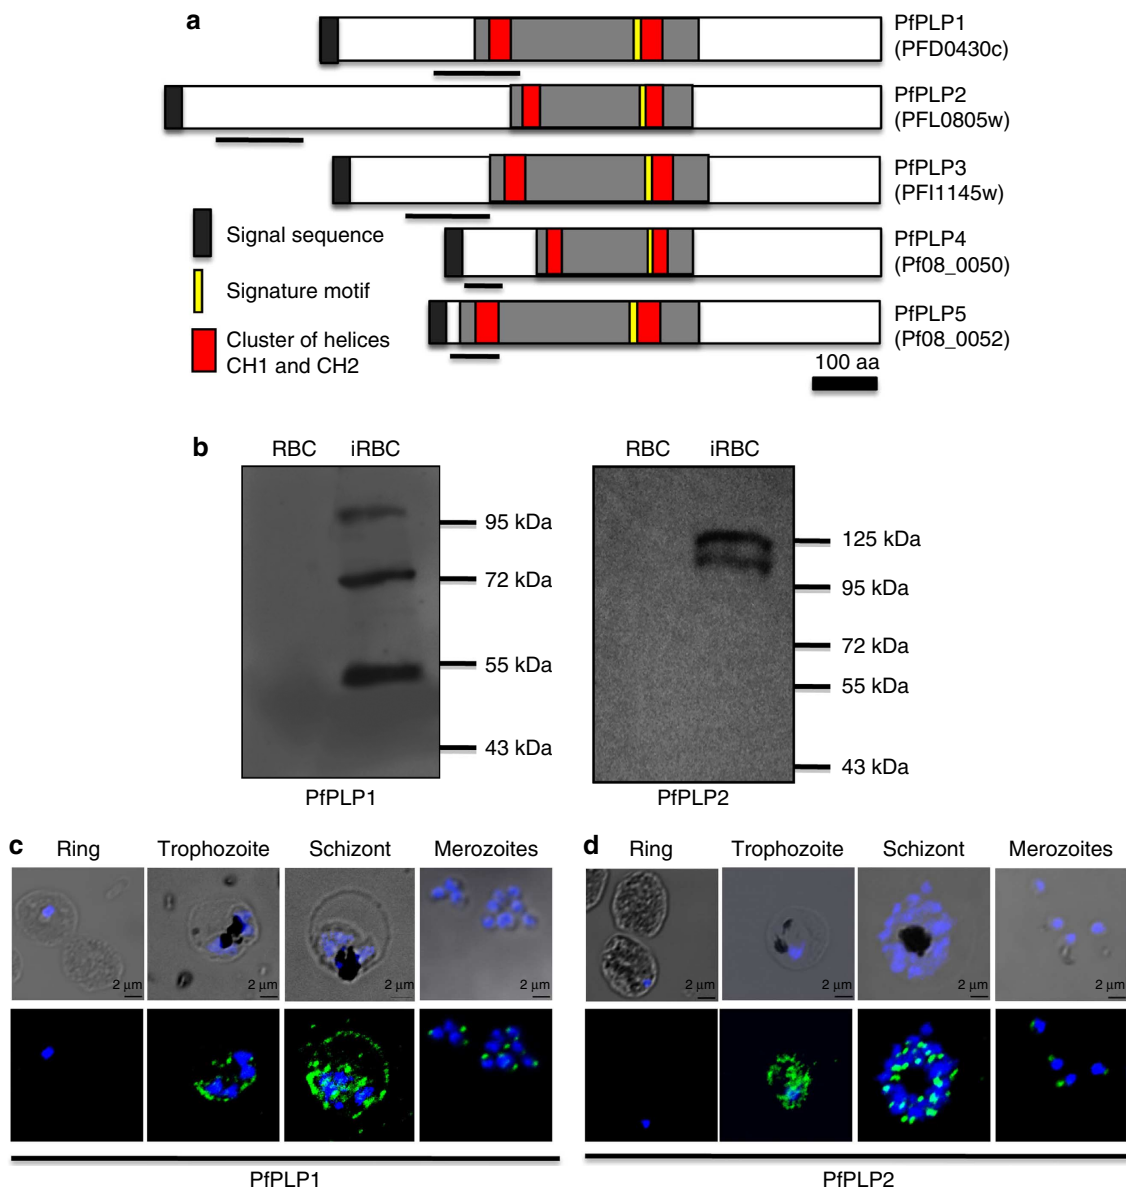 a
PfPLP1
(PFD0430c)
PfPLP2
(PFL0805w)
PfPLP3
(PFI1145w)
PfPLP4
(Pf08_0050)
PfPLP5
(Pf08_0052)
Signal sequence
Signature motif
Cluster of helices
CH1 and CH2
100 aa
b
RBC iRBC
95 kDa
72 kDa
55 kDa
43 kDa
PfPLP1
RBC iRBC
125 kDa
95 kDa
72 kDa
55 kDa
43 kDa
PfPLP2
c
Ring Trophozoite Schizont Merozoites
2 µm 2 µm 2 µm 2 µm
PfPLP1
d
Ring Trophozoite Schizont Merozoites
2 µm 2 µm 2 µm 2 µm
PfPLP2